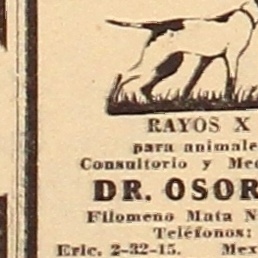 RAYOS X
para animale
Consultorio y Me
DR. OSOR
Filomeno Mata N
Teléfonos:
Eric. 2-32-15. Mex